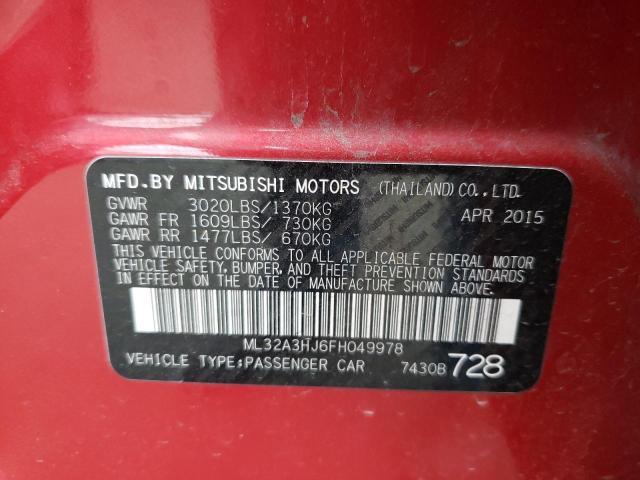 MFD.BY MITSUBISHI MOTORS (THAILAND)CO.,LTD.
GVWR 3020LBS/1370KG APR 2015
GAWR FR 1609LBS/ 730KG
GAWR RR 1477LBS/ 670KG
THIS VEHICLE CONFORMS TO ALL APPLICABLE FEDERAL MOTOR
VEHICLE SAFETY, BUMPER, AND THEFT PREVENTION STANDARDS
IN EFFECT ON THE DATE OF MANUFACTURE SHOWN ABOVE.
ML32A3HJ6FH049978
VEHICLE TYPE:PASSENGER CAR 7430B 728